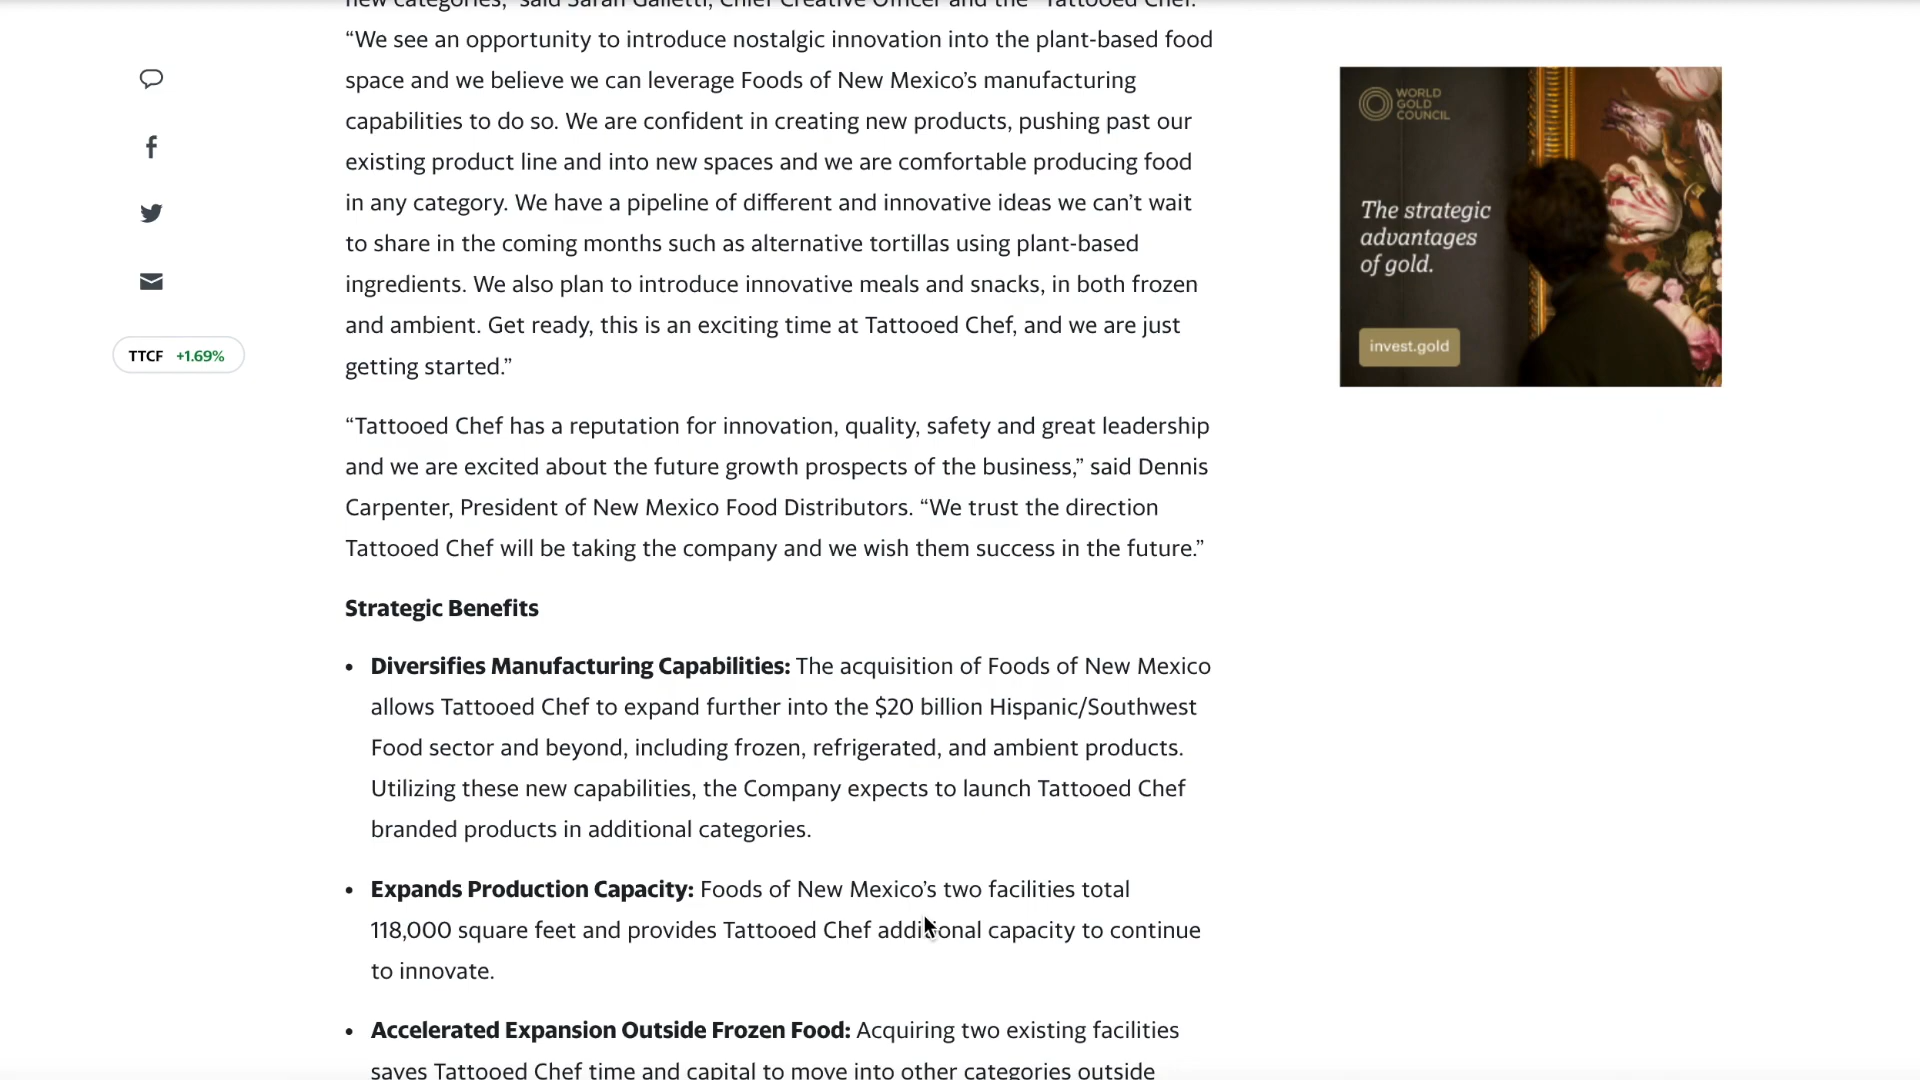 new categories,” said Sarah Galletti, Chief Creative Officer and the “Tattooed Chef.”
“We see an opportunity to introduce nostalgic innovation into the plant-based food
space and we believe we can leverage Foods of New Mexico’s manufacturing
capabilities to do so. We are confident in creating new products, pushing past our
existing product line and into new spaces and we are comfortable producing food
in any category. We have a pipeline of different and innovative ideas we can’t wait
to share in the coming months such as alternative tortillas using plant-based
ingredients. We also plan to introduce innovative meals and snacks, in both frozen
and ambient. Get ready, this is an exciting time at Tattooed Chef, and we are just
getting started.”
TTCF +1.69%
“Tattooed Chef has a reputation for innovation, quality, safety and great leadership
and we are excited about the future growth prospects of the business,” said Dennis
Carpenter, President of New Mexico Food Distributors. “We trust the direction
Tattooed Chef will be taking the company and we wish them success in the future.”
Strategic Benefits
• Diversifies Manufacturing Capabilities: The acquisition of Foods of New Mexico
allows Tattooed Chef to expand further into the $20 billion Hispanic/Southwest
Food sector and beyond, including frozen, refrigerated, and ambient products.
Utilizing these new capabilities, the Company expects to launch Tattooed Chef
branded products in additional categories.
• Expands Production Capacity: Foods of New Mexico’s two facilities total
118,000 square feet and provides Tattooed Chef additional capacity to continue
to innovate.
• Accelerated Expansion Outside Frozen Food: Acquiring two existing facilities
saves Tattooed Chef time and capital to move into other categories outside
WORLD
GOLD
COUNCIL
The strategic
advantages
of gold.
invest.gold